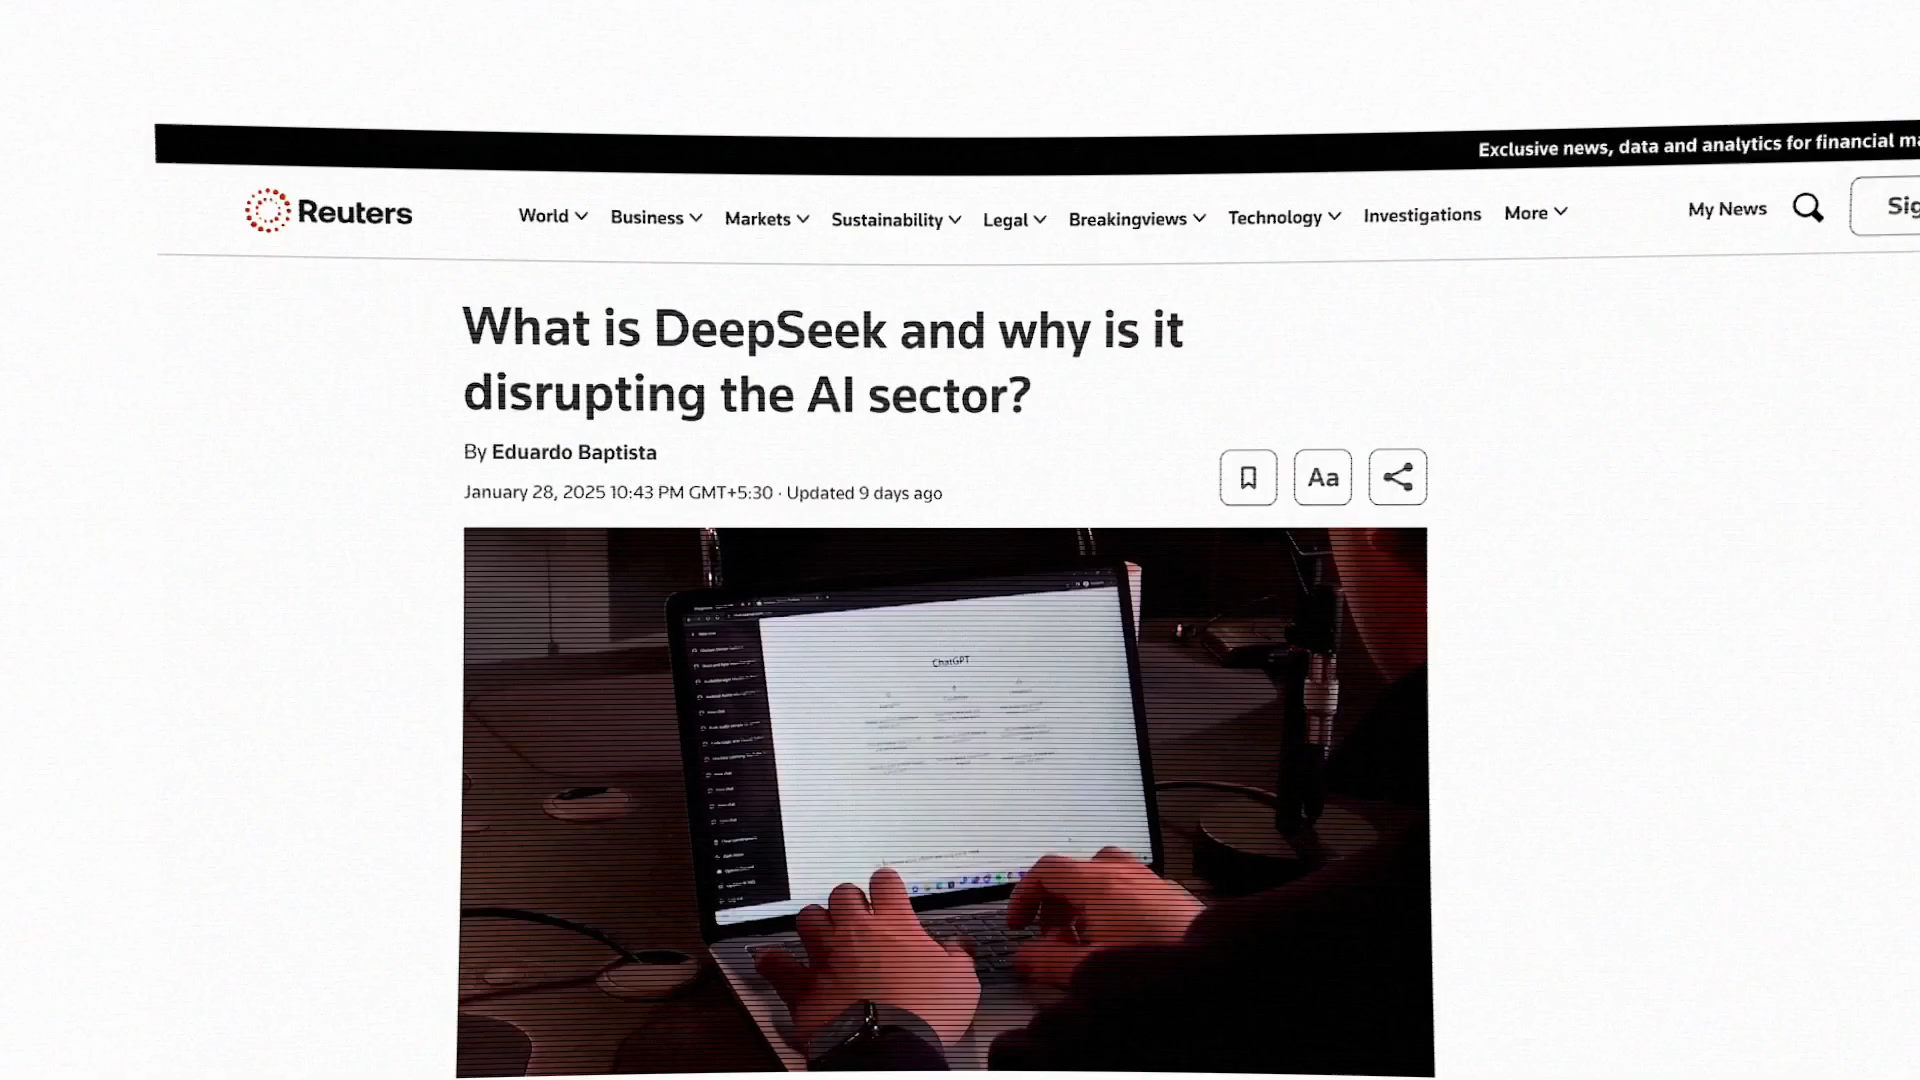 Exclusive news, data and analytics for financial
Reuters
World Business Markets Sustainability Legal Breakingviews Technology Investigations More My News
What is DeepSeek and why is it
disrupting the AI sector?
By Eduardo Baptista
January 28, 2025 10:43 PM GMT+5:30 · Updated 9 days ago
Aa
ChatGPT